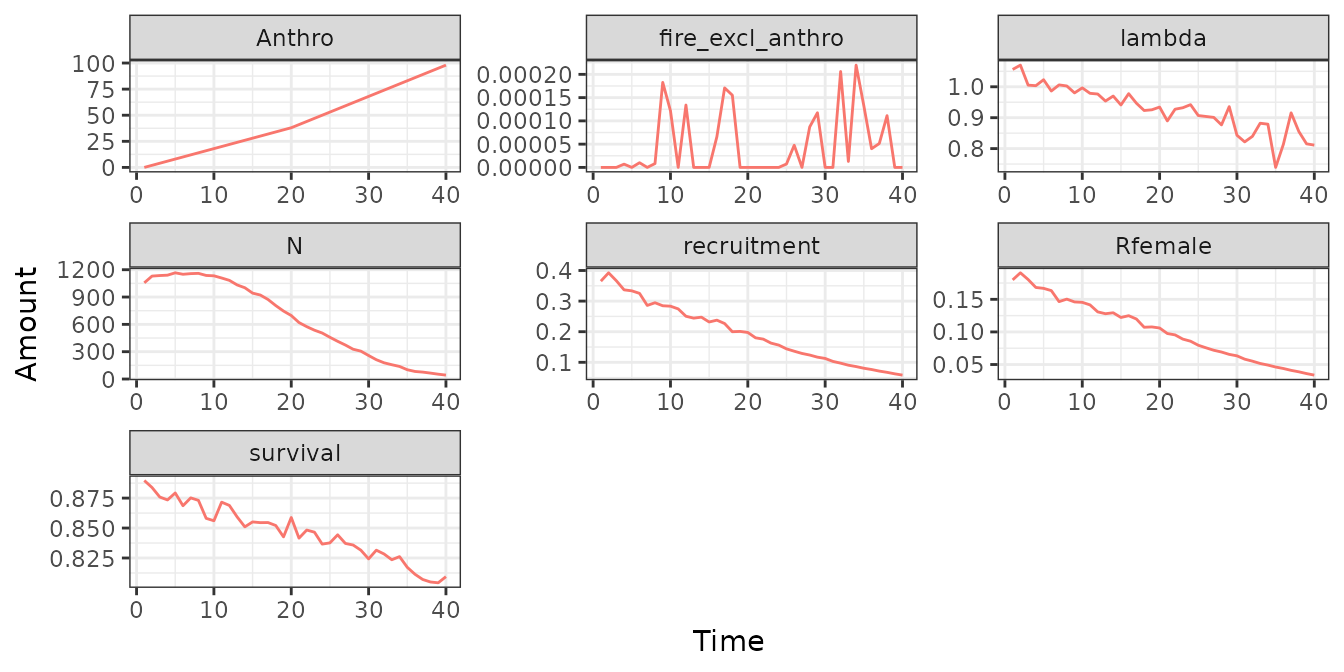 Anthro
fire_excl_anthro
lambda
100
75
50
25
0
0.00020
0.00015
0.00010
0.00005
0.00000
1.0
0.9
0.8
0 10 20 30 40
0 10 20 30 40
0 10 20 30 40
N
recruitment
Rfemale
1200
900
600
300
0
0.4
0.3
0.2
0.1
0.15
0.10
0.05
0 10 20 30 40
0 10 20 30 40
0 10 20 30 40
Amount
survival
0.875
0.850
0.825
0 10 20 30 40
Time